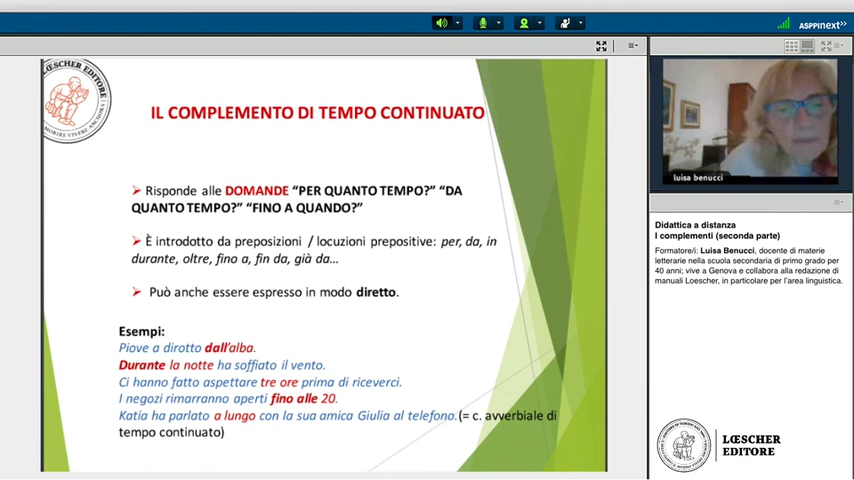 ASPPInext>>
LŒSCHER EDITORE
IL COMPLEMENTO DI TEMPO CONTINUATO
Risponde alle DOMANDE “PER QUANTO TEMPO?” “DA
QUANTO TEMPO?” “FINO A QUANDO?”
È introdotto da preposizioni / locuzioni prepositive: per, da, in
durante, oltre, fino a, fin da, già da…
Può anche essere espresso in modo diretto.
Esempi:
Piove a dirotto dall’alba.
Durante la notte ha soffiato il vento.
Ci hanno fatto aspettare tre ore prima di riceverci.
I negozi rimarranno aperti fino alle 20.
Katia ha parlato a lungo con la sua amica Giulia al telefono.(= c. avverbiale di
tempo continuato)
luisa benucci
Didattica a distanza
I complementi (seconda parte)
Formatore/i: Luisa Benucci, docente di materie
letterarie nella scuola secondaria di primo grado per
40 anni; vive a Genova e collabora alla redazione di
manuali Loescher, in particolare per l'area linguistica.
LŒSCHER
EDITORE